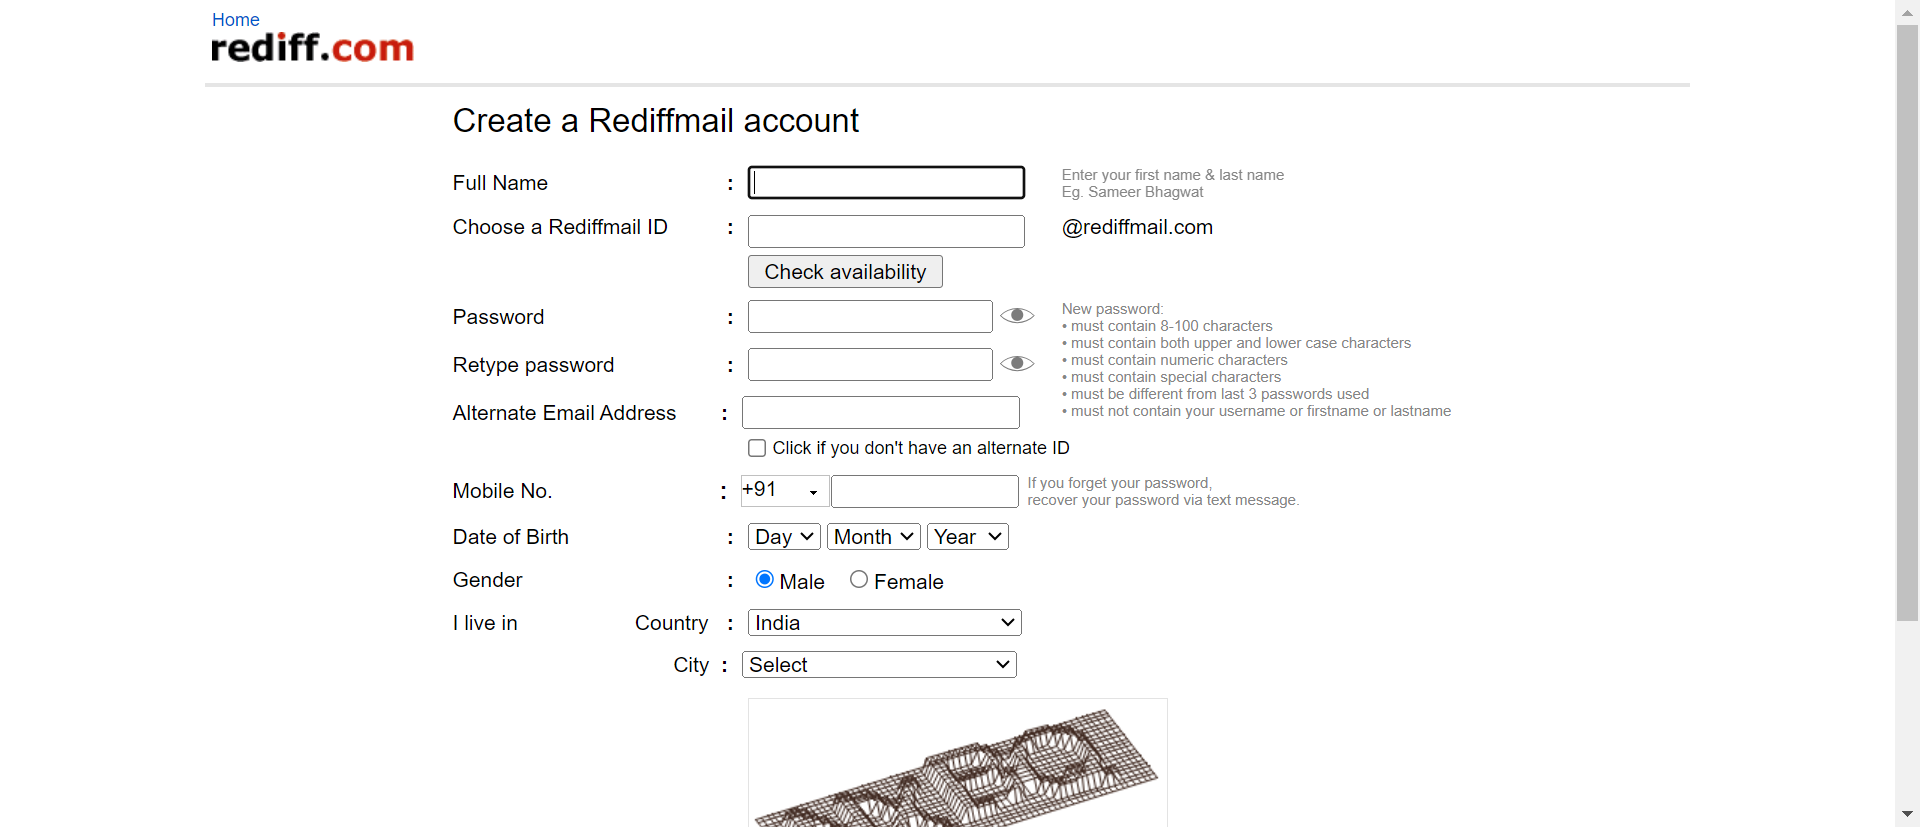 Home
rediff.com
Create a Rediffmail account
Full Name :
Enter your first name & last name
Eg. Sameer Bhagwat
Choose a Rediffmail ID : @rediffmail.com
Check availability
Password :
Retype password :
New password:
• must contain 8-100 characters
• must contain both upper and lower case characters
• must contain numeric characters
• must contain special characters
• must be different from last 3 passwords used
• must not contain your username or firstname or lastname
Alternate Email Address :
Click if you don't have an alternate ID
Mobile No. : +91
If you forget your password,
recover your password via text message.
Date of Birth : Day Month Year
Gender : Male Female
I live in Country : India
City : Select